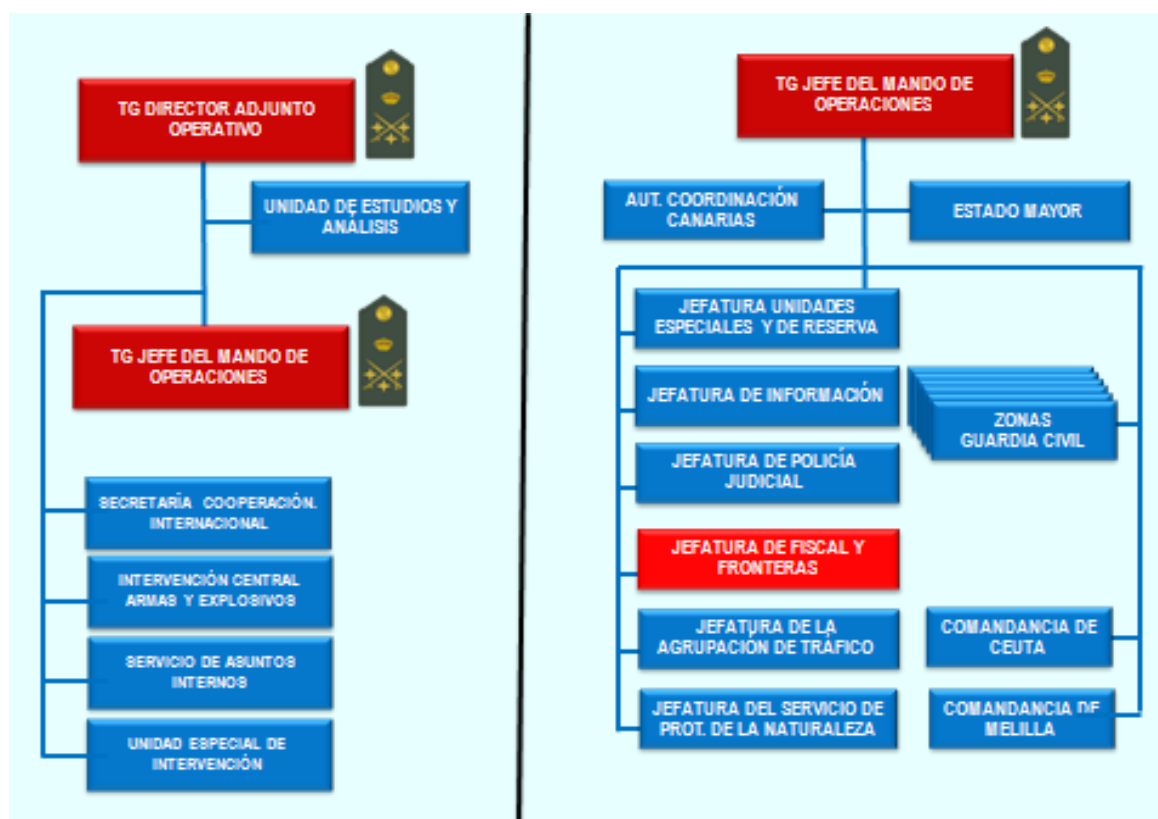 TG DIRECTOR ADJUNTO
OPERATIVO
UNIDAD DE ESTUDIOS Y
ANÁLISIS
TG JEFE DEL MANDO DE
OPERACIONES
SECRETARÍA COOPERACIÓN.
INTERNACIONAL
INTERVENCIÓN CENTRAL
ARMAS Y EXPLOSIVOS
SERVICIO DE ASUNTOS
INTERNOS
UNIDAD ESPECIAL DE
INTERVENCIÓN
TG JEFE DEL MANDO DE
OPERACIONES
AUT. COORDINACIÓN
CANARIAS
ESTADO MAYOR
JEFATURA UNIDADES
ESPECIALES Y DE RESERVA
JEFATURA DE INFORMACIÓN
ZONAS
GUARDIA CIVIL
JEFATURA DE POLICÍA
JUDICIAL
JEFATURA DE FISCAL Y
FRONTERAS
JEFATURA DE LA
AGRUPACIÓN DE TRÁFICO
COMANDANCIA DE
CEUTA
JEFATURA DEL SERVICIO DE
PROT. DE LA NATURALEZA
COMANDANCIA DE
MELILLA